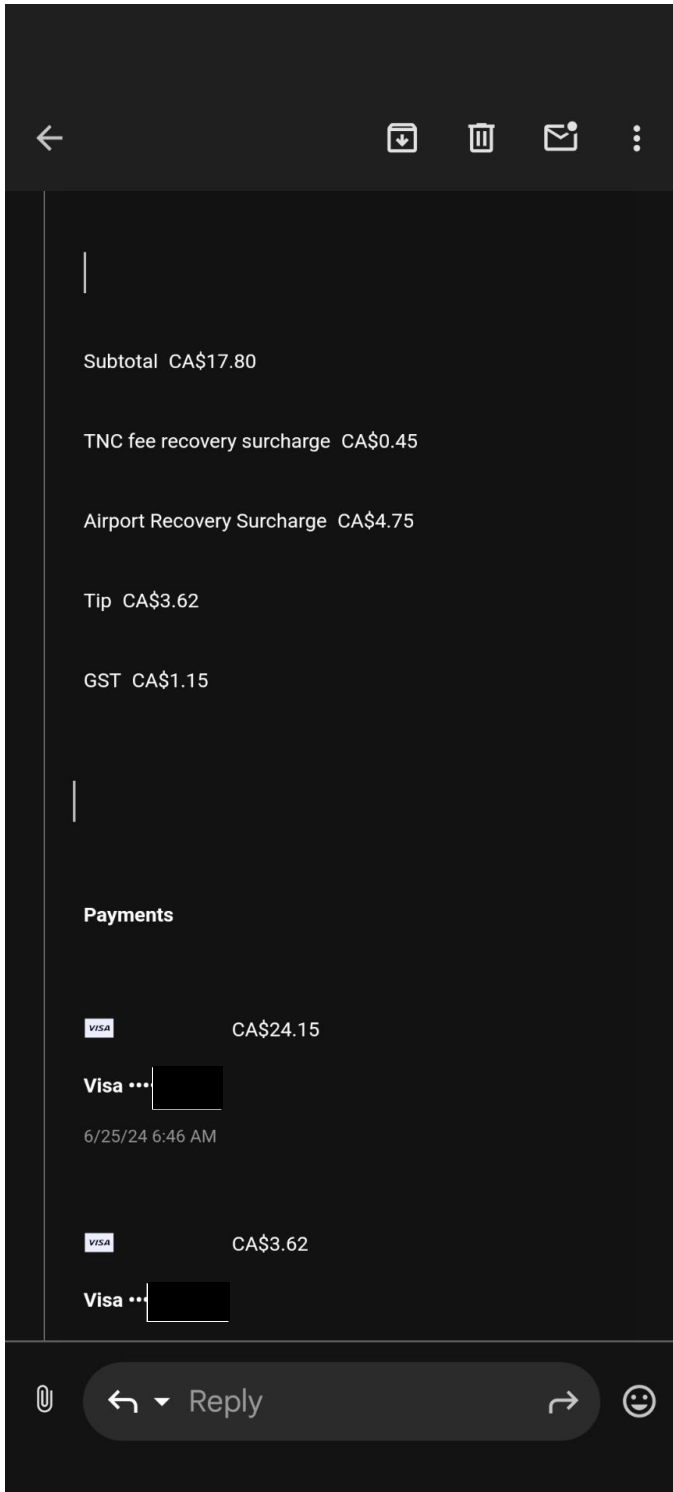 Subtotal CA$17.80
TNC fee recovery surcharge CA$0.45
Airport Recovery Surcharge CA$4.75
Tip CA$3.62
GST CA$1.15
Payments
VISA CA$24.15
Visa ••••
6/25/24 6:46 AM
VISA CA$3.62
Visa •••
Reply